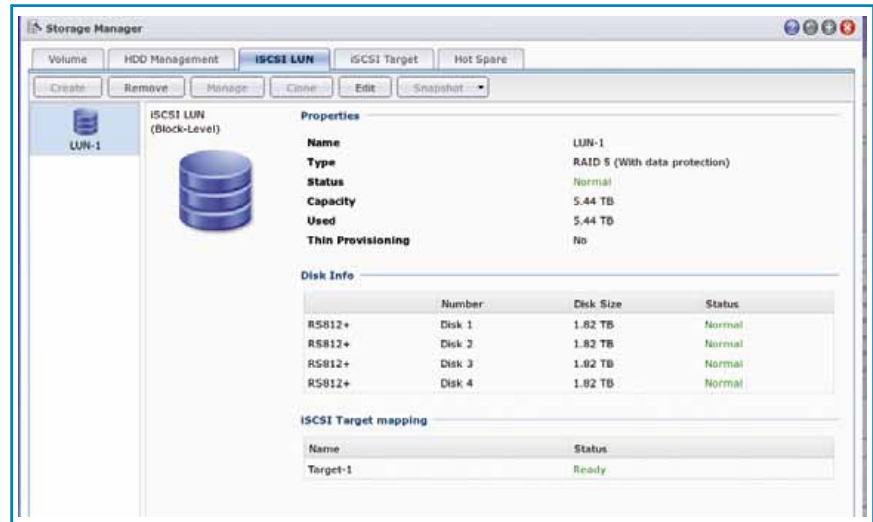 Storage Manager
Volume HDD Management iSCSI LUN iSCSI Target Hot Spare
Create Remove Manage Clone Edit Snapshot
LUN-1
iSCSI LUN
(Block-Level)
Properties
Name LUN-1
Type RAID 5 (With data protection)
Status Normal
Capacity 5.44 TB
Used 5.44 TB
Thin Provisioning No
Disk Info
Number Disk Size Status
RS812+ Disk 1 1.82 TB Normal
RS812+ Disk 2 1.82 TB Normal
RS812+ Disk 3 1.82 TB Normal
RS812+ Disk 4 1.82 TB Normal
iSCSI Target mapping
Name Status
Target-1 Ready